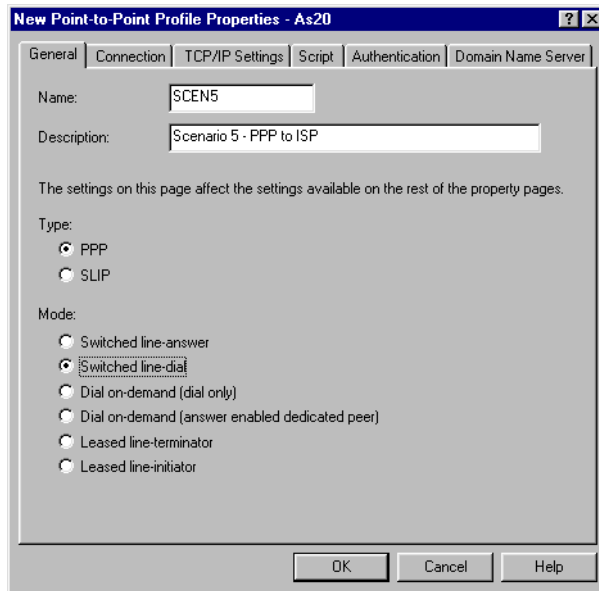 New Point-to-Point Profile Properties - As20
General Connection TCP/IP Settings Script Authentication Domain Name Server
Name: SCEN5
Description: Scenario 5 - PPP to ISP
The settings on this page affect the settings available on the rest of the property pages.
Type:
PPP
SLIP
Mode:
Switched line-answer
Switched line-dial
Dial on-demand (dial only)
Dial on-demand (answer enabled dedicated peer)
Leased line-terminator
Leased line-initiator
OK Cancel Help